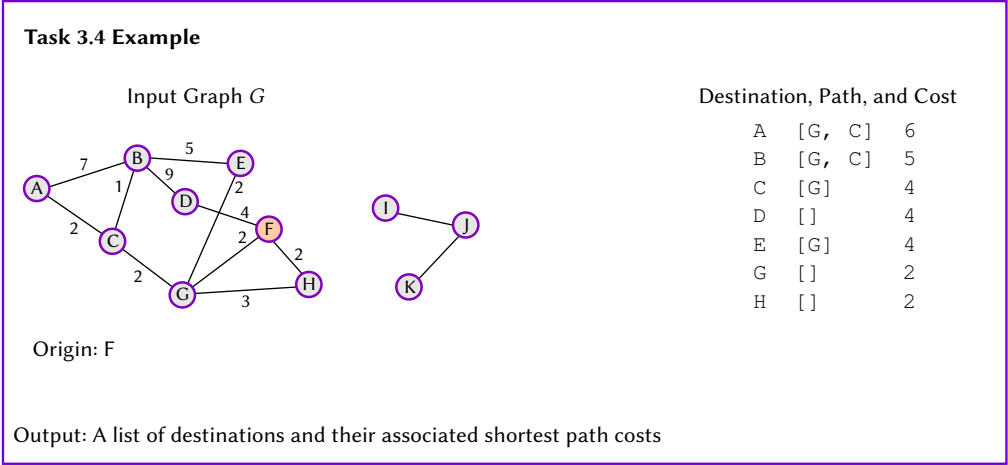 Task 3.4 Example
Input Graph G
Destination, Path, and Cost
A [G, C] 6
B [G, C] 5
C [G] 4
D [] 4
E [G] 4
G [] 2
H [] 2
A
B
C
D
E
F
G
H
I
J
K
7
5
9
1
2
2
4
2
2
2
3
Origin: F
Output: A list of destinations and their associated shortest path costs